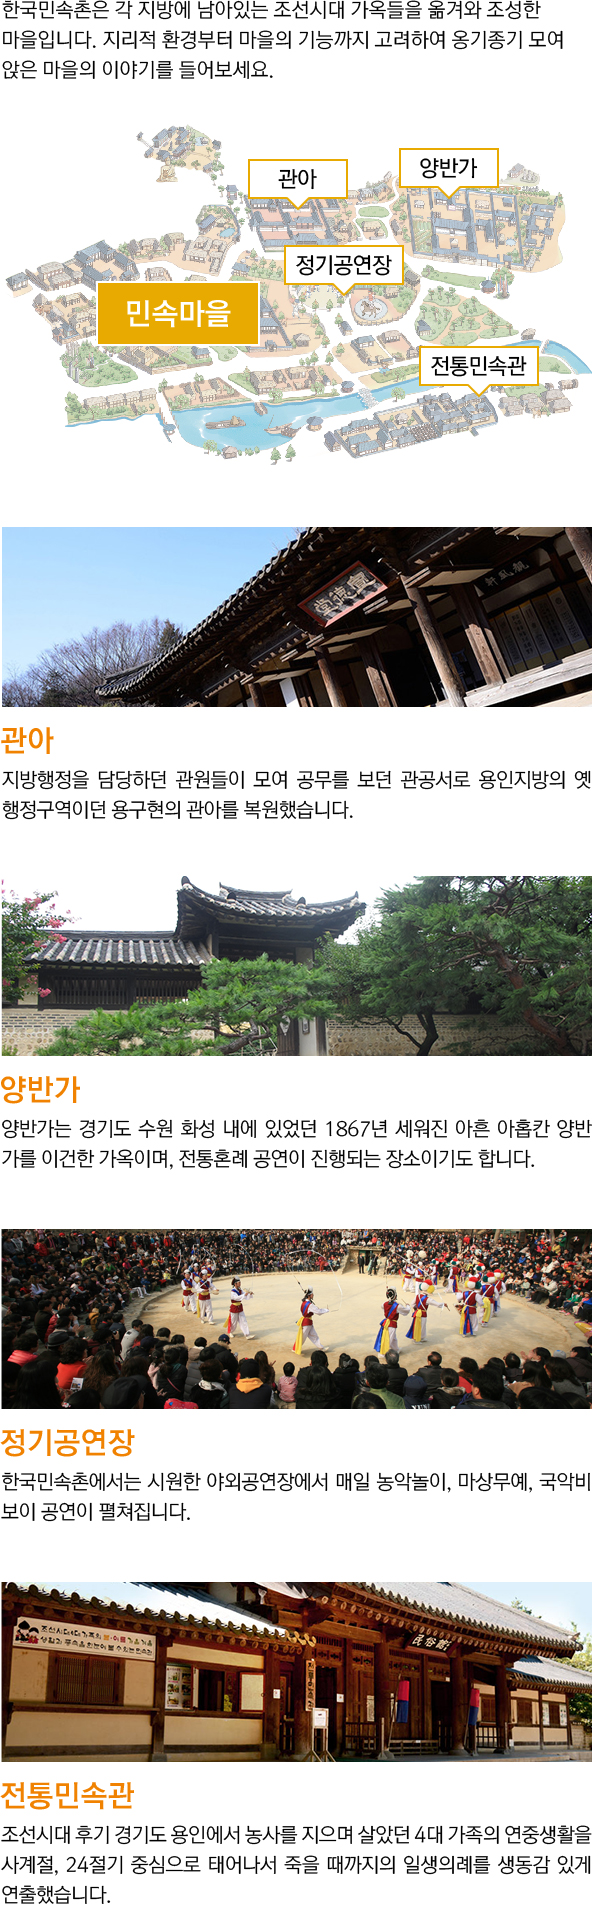 한국민속촌은 각 지방에 남아있는 조선시대 가옥들을 옮겨와 조성한
마을입니다. 지리적 환경부터 마을의 기능까지 고려하여 옹기종기 모여
앉은 마을의 이야기를 들어보세요.
관아
양반가
정기공연장
민속마을
전통민속관
관아
지방행정을 담당하던 관원들이 모여 공무를 보던 관공서로 용인지방의 옛
행정구역이던 용구현의 관아를 복원했습니다.
양반가
양반가는 경기도 수원 화성 내에 있었던 1867년 세워진 아흔 아홉칸 양반
가를 이건한 가옥이며, 전통혼례 공연이 진행되는 장소이기도 합니다.
정기공연장
한국민속촌에서는 시원한 야외공연장에서 매일 농악놀이, 마상무예, 국악비
보이 공연이 펼쳐집니다.
民俗館
전통민속관
전통민속관
조선시대 후기 경기도 용인에서 농사를 지으며 살았던 4대 가족의 연중생활을
사계절, 24절기 중심으로 태어나서 죽을 때까지의 일생의례를 생동감 있게
연출했습니다.